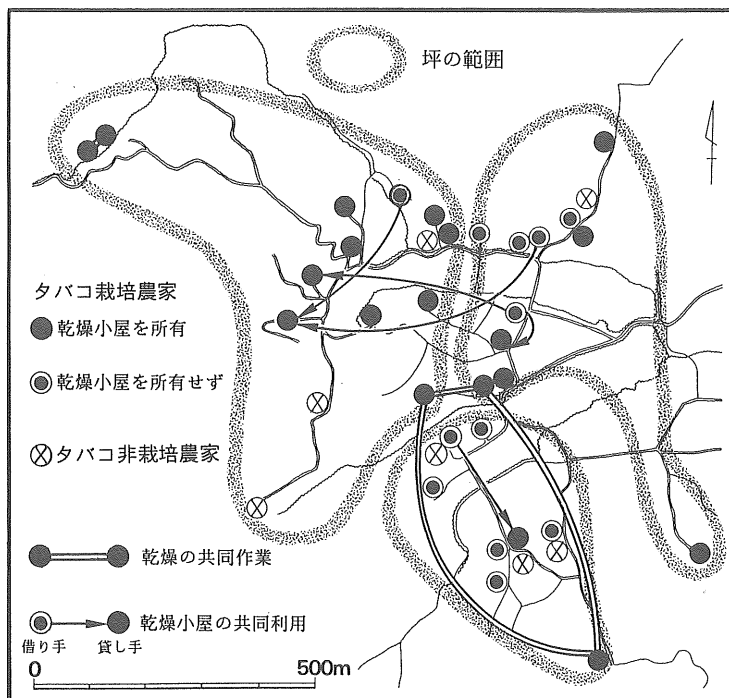 坪の範囲
タバコ栽培農家
乾燥小屋を所有
乾燥小屋を所有せず
タバコ非栽培農家
乾燥の共同作業
乾燥小屋の共同利用
借り手 貸し手
0 500m